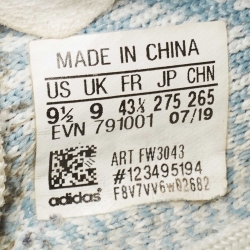 MADE IN CHINA
US UK FR JP CHN
9½ 9 43⅓ 275 265
EVN 791001 07/19
ART FW3043
#123495194
F8V7VV6w02682
adidas